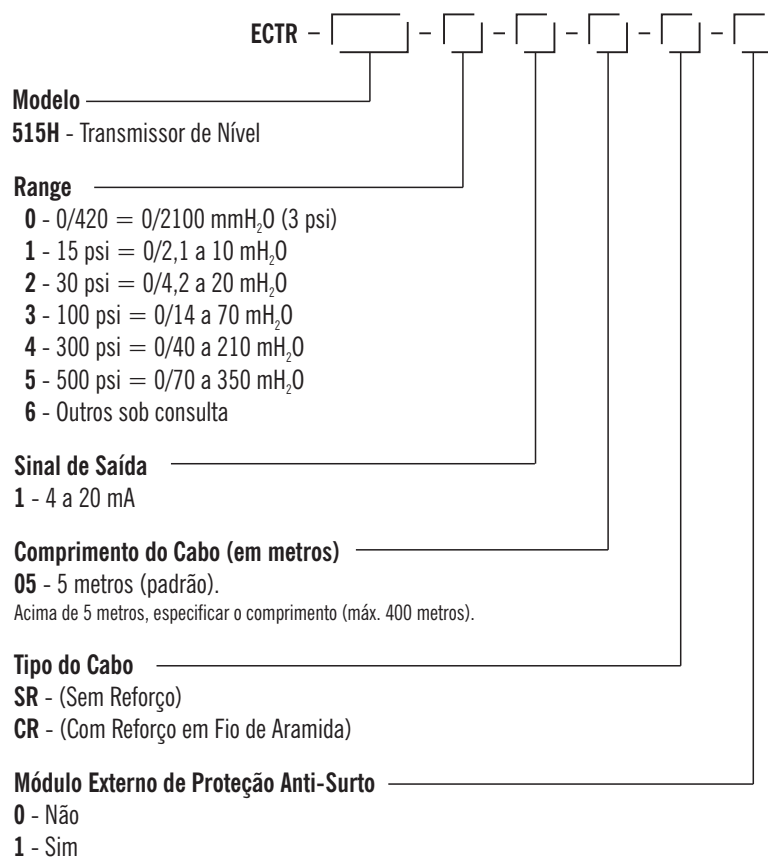 ECTR – – – – – –
Modelo
515H - Transmissor de Nível
Range
0 - 0/420 = 0/2100 mmH₂O (3 psi)
1 - 15 psi = 0/2,1 a 10 mH₂O
2 - 30 psi = 0/4,2 a 20 mH₂O
3 - 100 psi = 0/14 a 70 mH₂O
4 - 300 psi = 0/40 a 210 mH₂O
5 - 500 psi = 0/70 a 350 mH₂O
6 - Outros sob consulta
Sinal de Saída
1 - 4 a 20 mA
Comprimento do Cabo (em metros)
05 - 5 metros (padrão).
Acima de 5 metros, especificar o comprimento (máx. 400 metros).
Tipo do Cabo
SR - (Sem Reforço)
CR - (Com Reforço em Fio de Aramida)
Módulo Externo de Proteção Anti-Surto
0 - Não
1 - Sim